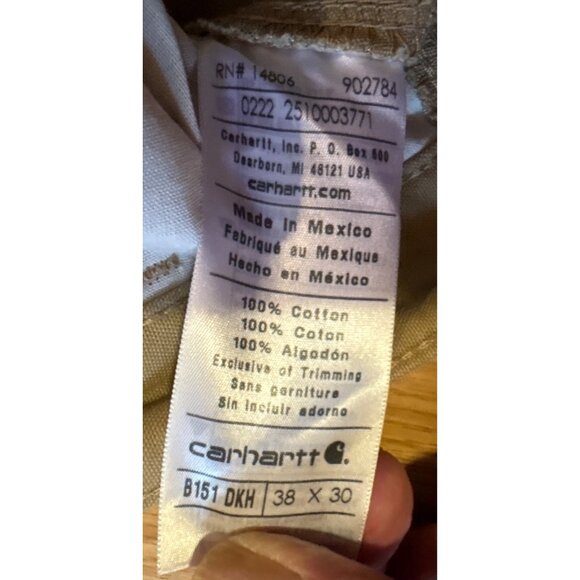 RN# 14806 902784
0222 2510003771
Carhartt, Inc. P. O. Box 600
Dearborn, MI 48121 USA
carhartt.com
Made in Mexico
Fabriqué au Mexique
Hecho en México
100% Cotton
100% Coton
100% Algodón
Exclusive of Trimming
Sans garniture
Sin incluir adorno
carhartt
B151 DKH 38 X 30